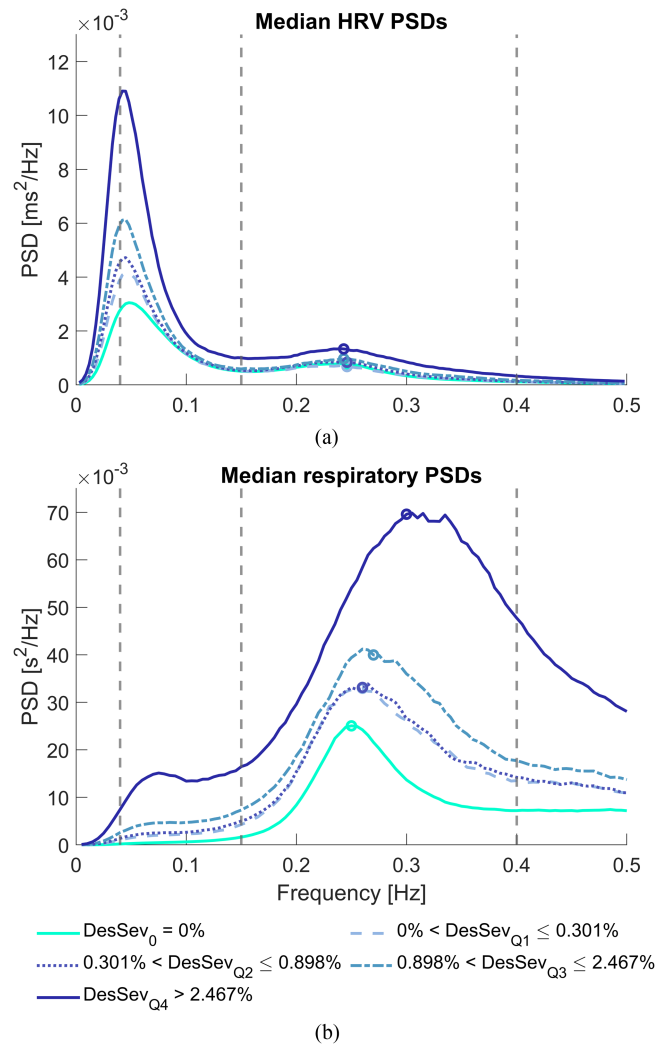 ×10⁻³
Median HRV PSDs
12
10
8
6
4
2
0
PSD [ms²/Hz]
0 0.1 0.2 0.3 0.4 0.5
(a)
×10⁻³
Median respiratory PSDs
70
60
50
40
30
20
10
0
PSD [s²/Hz]
0 0.1 0.2 0.3 0.4 0.5
Frequency [Hz]
DesSev₀ = 0% 0% < DesSev_Q1 ≤ 0.301%
0.301% < DesSev_Q2 ≤ 0.898% 0.898% < DesSev_Q3 ≤ 2.467%
DesSev_Q4 > 2.467%
(b)